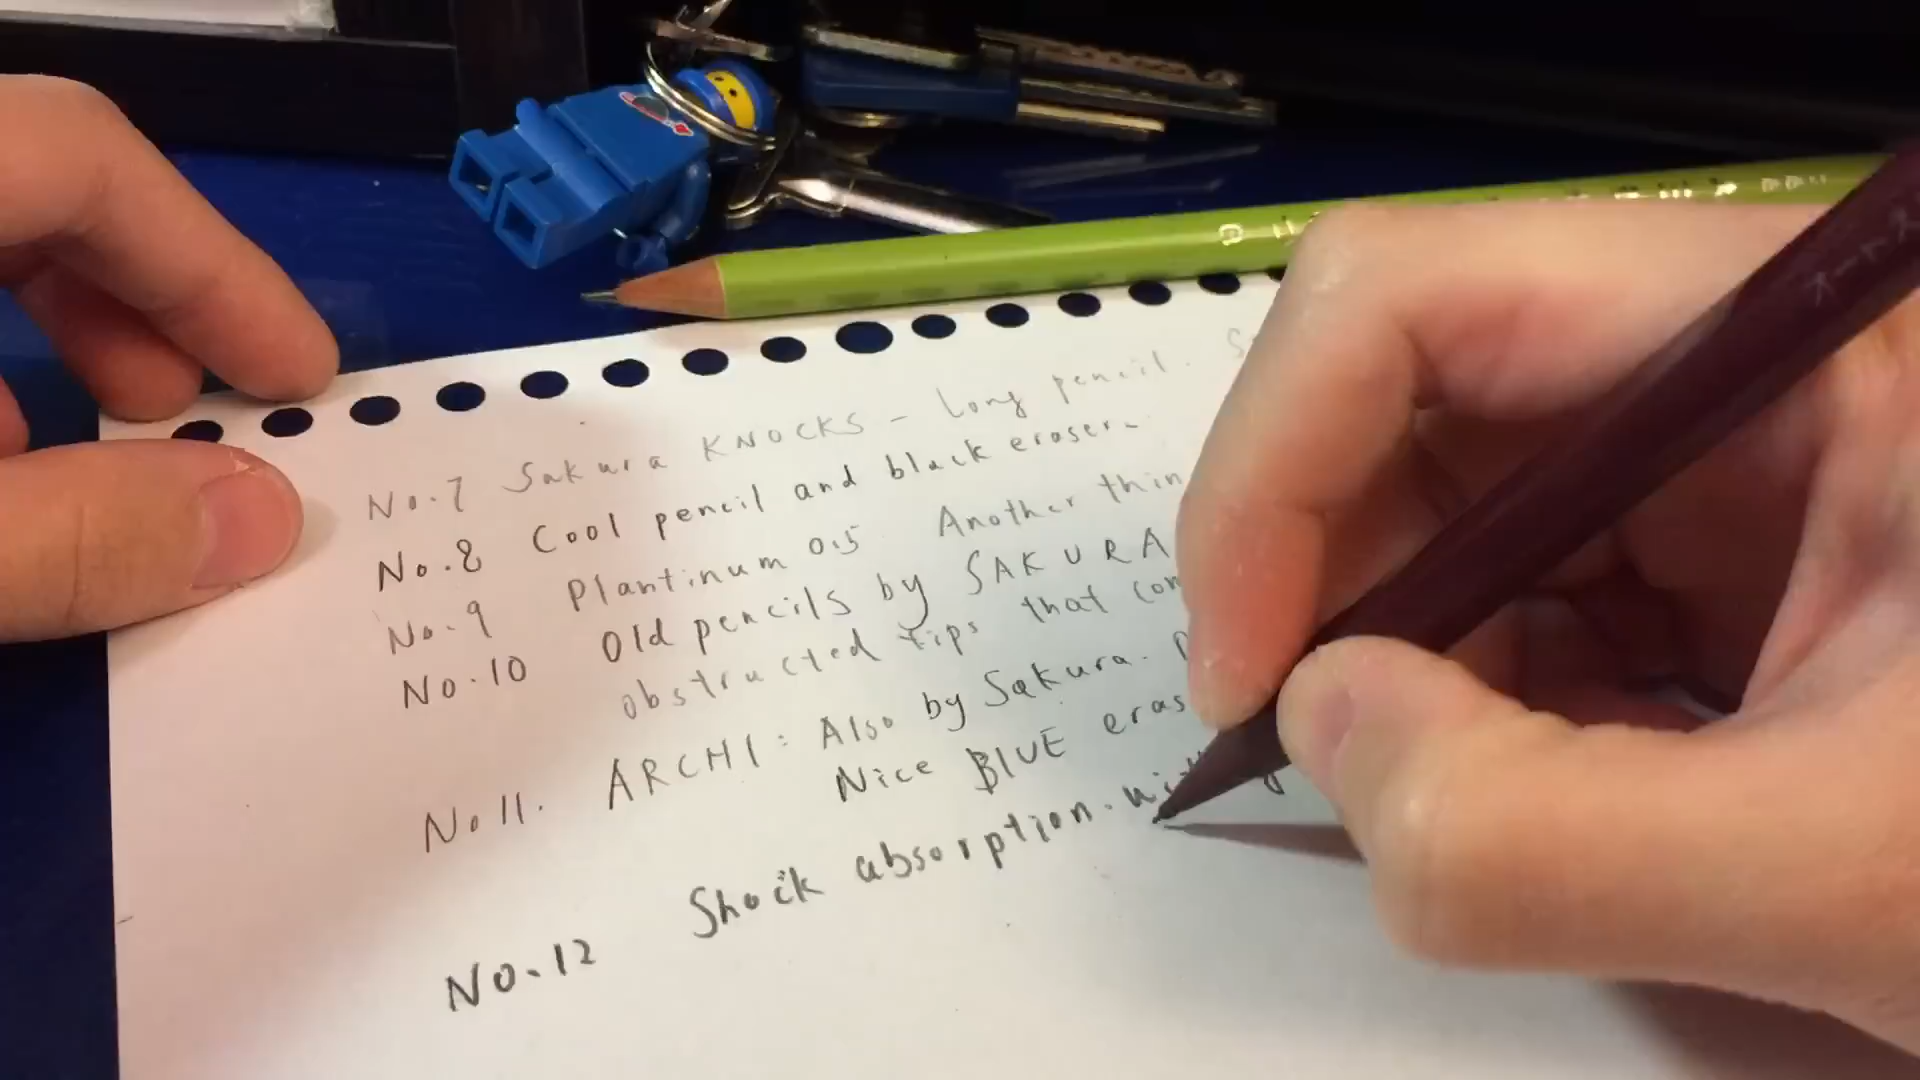 No.7 Sakura KNOCKS - Long pencil.
No.8 Cool pencil and black eraser.
No.9 Plantinum 0.5 Another thin
No.10 Old pencils by SAKURA
obstructed tips that con
No 11. ARCHI: Also by Sakura.
Nice BLUE eras
No.12 Shock absorption.